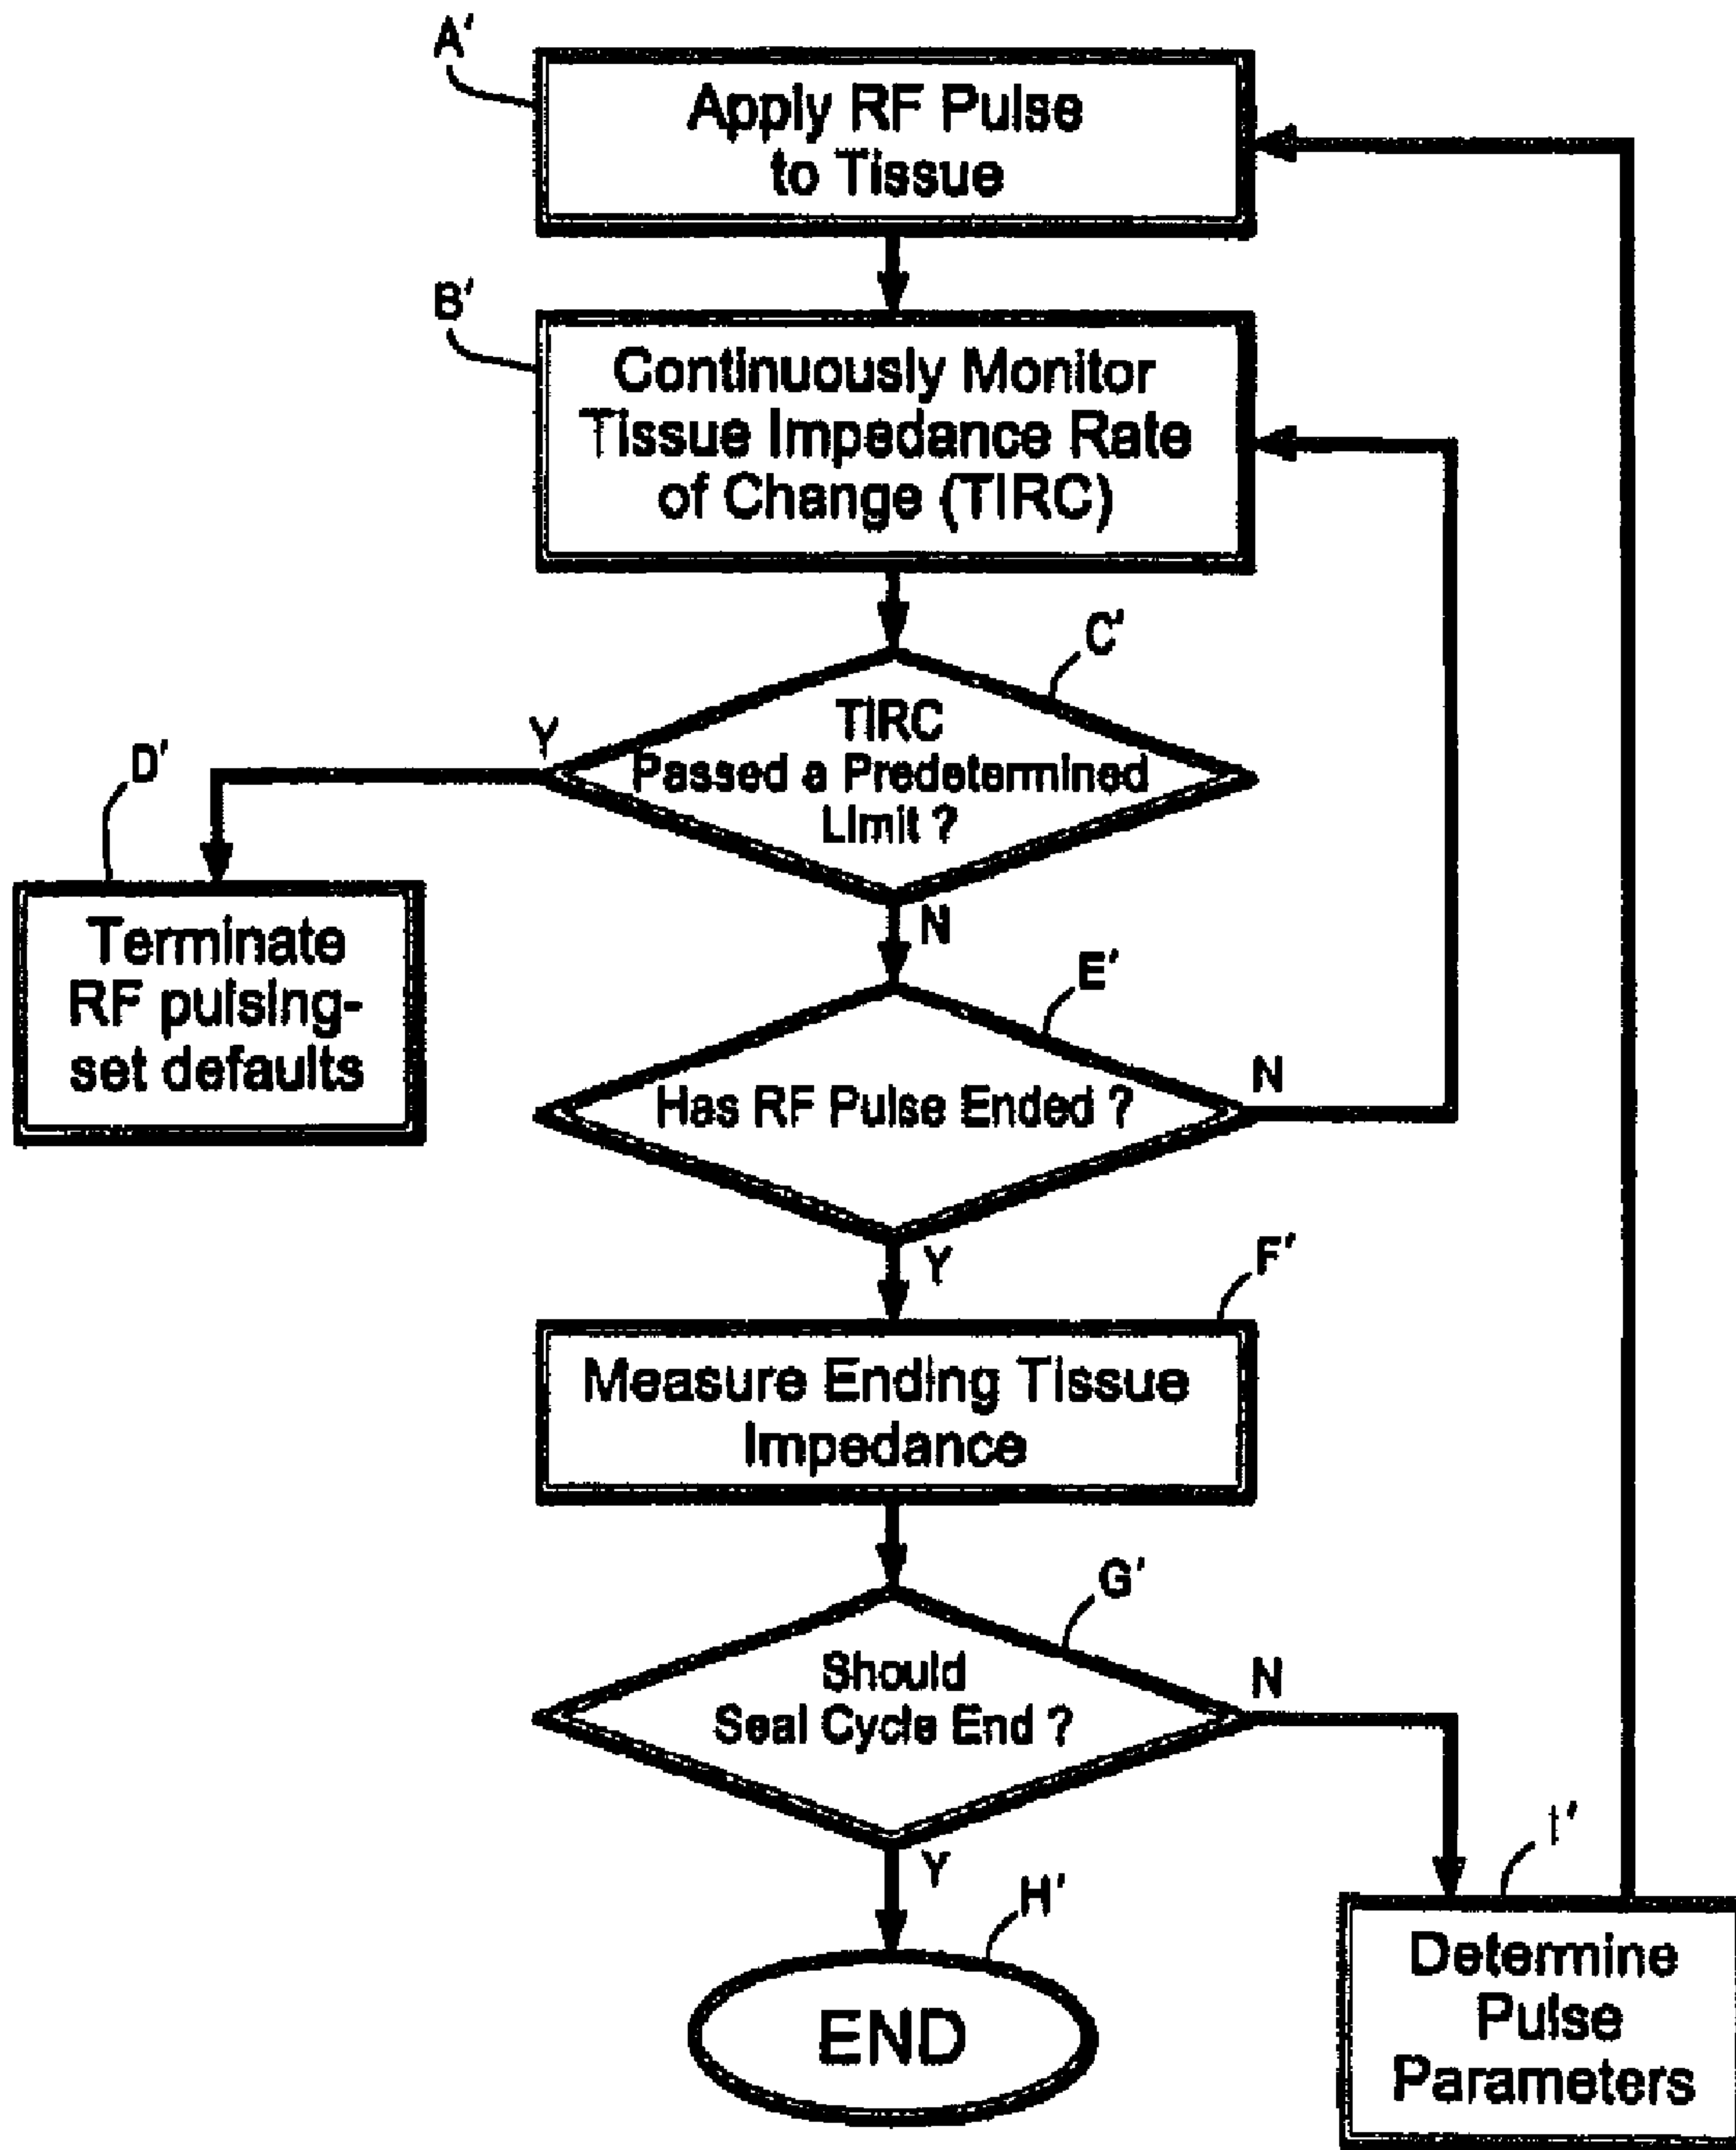 A'
Apply RF Pulse
to Tissue
B'
Continuously Monitor
Tissue Impedance Rate
of Change (TIRC)
C'
TIRC
Passed a Predetermined
Limit ?
Y
N
D'
Terminate
RF pulsing-
set defaults
E'
Has RF Pulse Ended ?
N
Y
F'
Measure Ending Tissue
Impedance
G'
Should
Seal Cycle End ?
N
Y
H'
END
I'
Determine
Pulse
Parameters